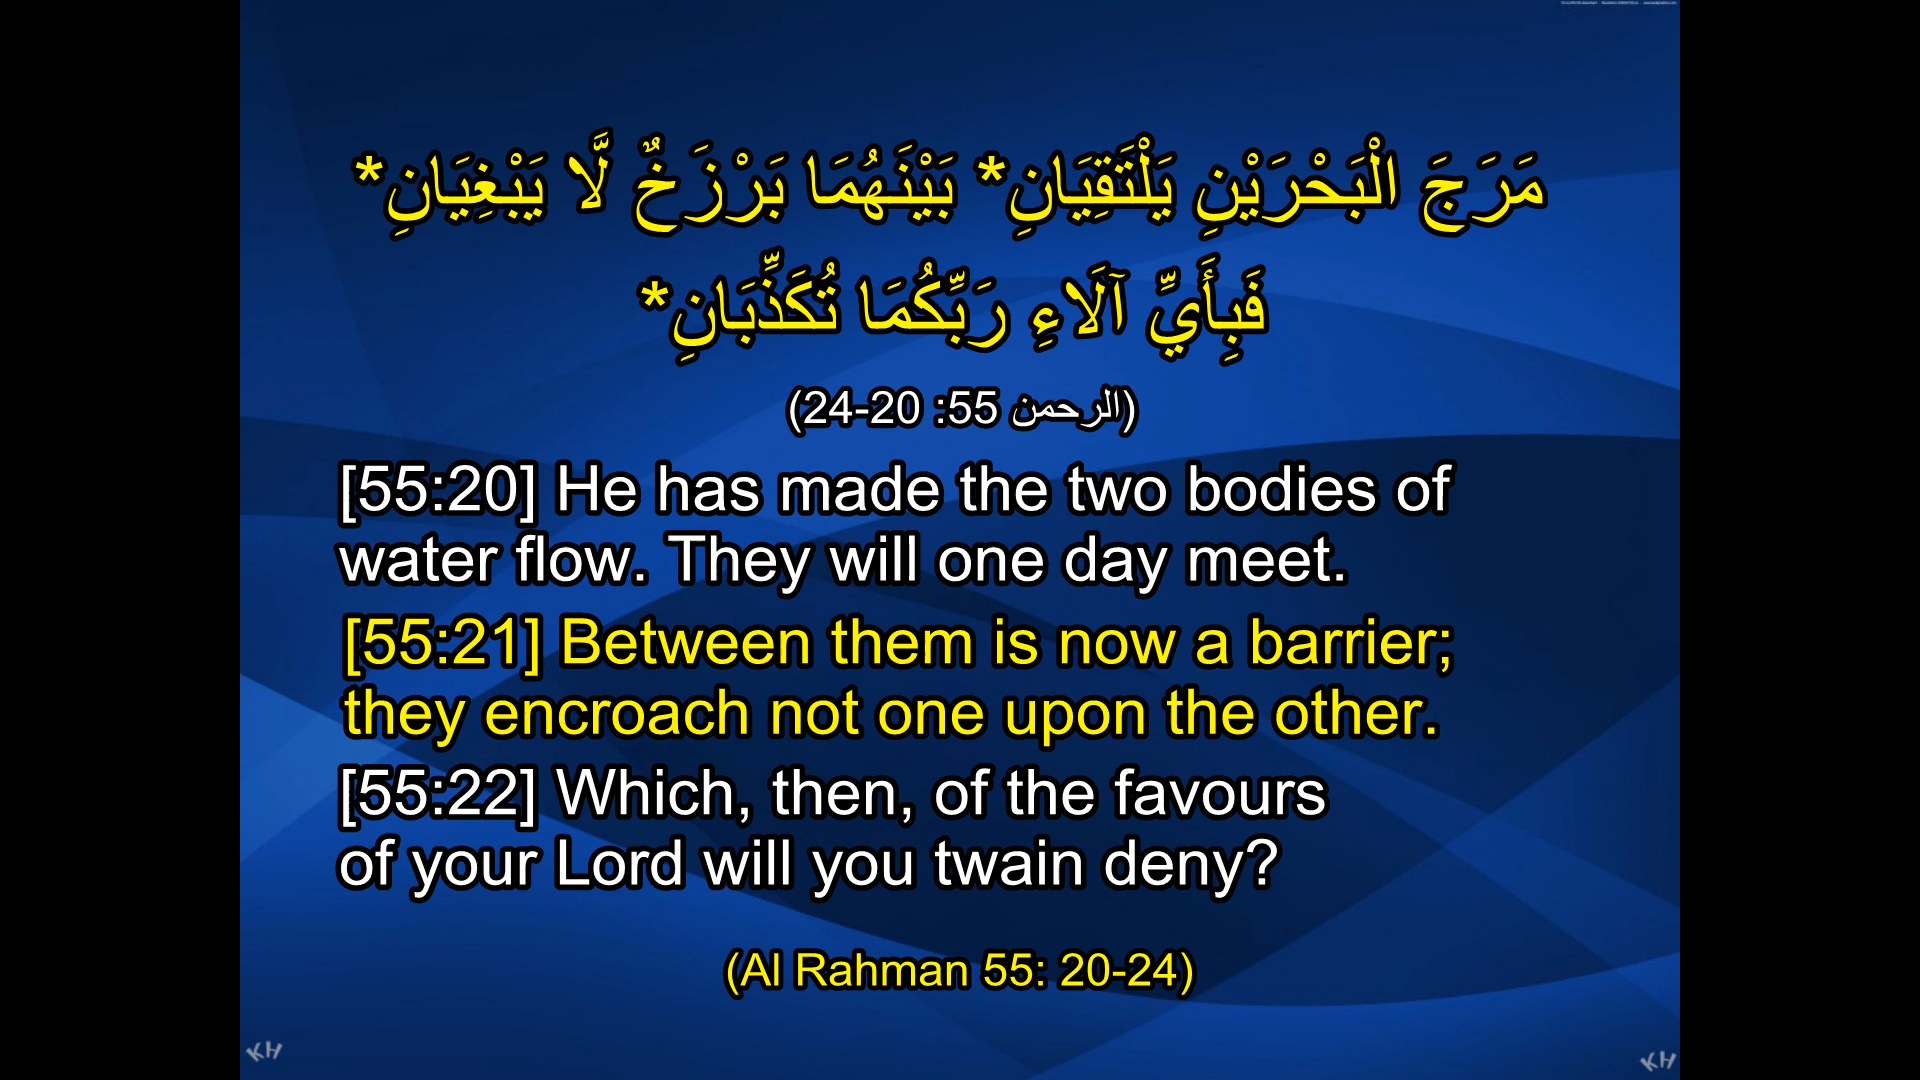 مَرَجَ الْبَحْرَيْنِ يَلْتَقِيَانِ* بَيْنَهُمَا بَرْزَخٌ لَّا يَبْغِيَانِ*
فَبِأَيِّ آلَاءِ رَبِّكُمَا تُكَذِّبَانِ*
(الرحمن 55: 20-24)
[55:20] He has made the two bodies of
water flow. They will one day meet.
[55:21] Between them is now a barrier;
they encroach not one upon the other.
[55:22] Which, then, of the favours
of your Lord will you twain deny?
(Al Rahman 55: 20-24)
KH
KH